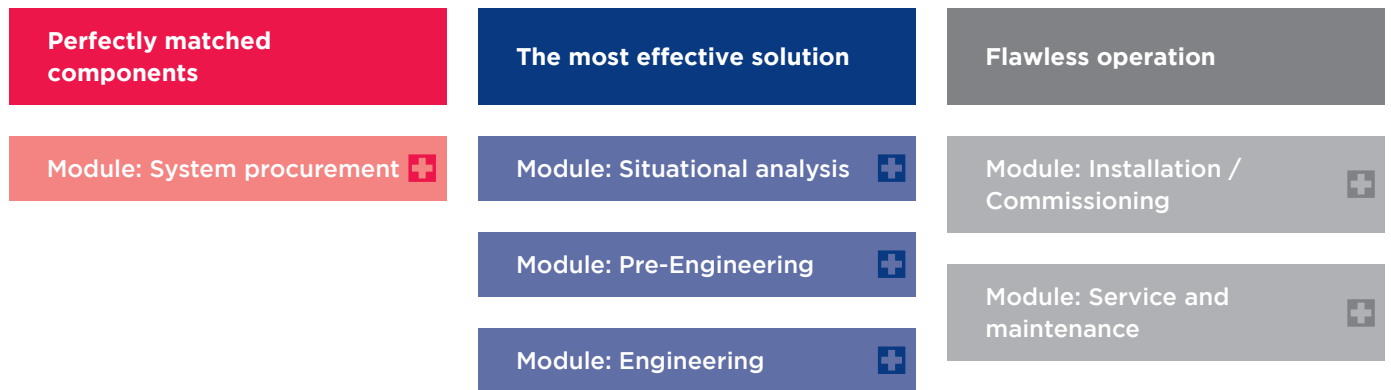 Perfectly matched
components
Module: System procurement
The most effective solution
Module: Situational analysis
Module: Pre-Engineering
Module: Engineering
Flawless operation
Module: Installation /
Commissioning
Module: Service and
maintenance